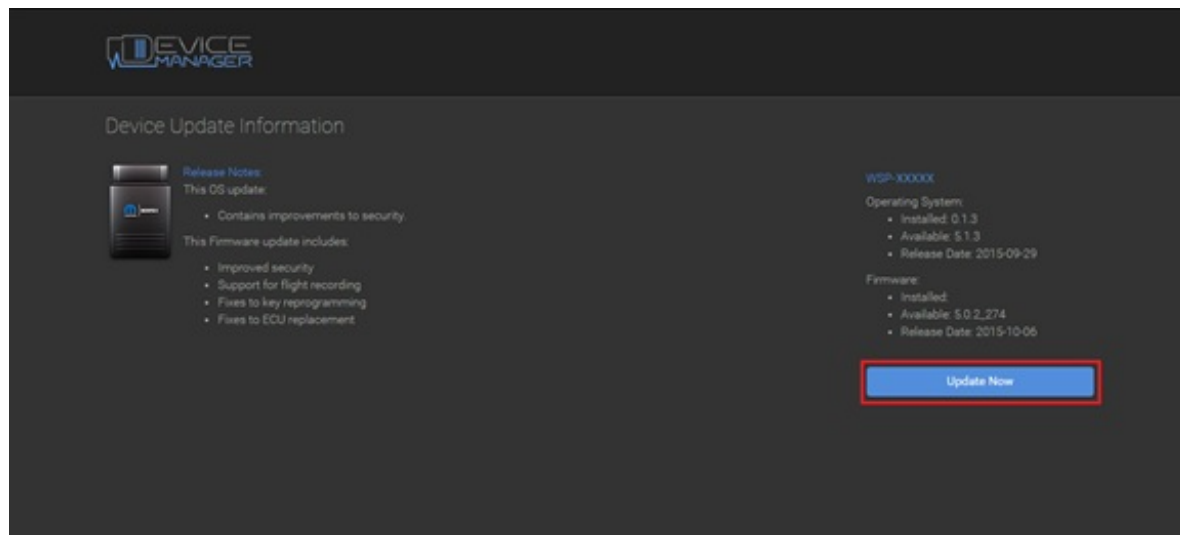 DEVICE
MANAGER
Device Update Information
Release Notes:
This OS update:
• Contains improvements to security.
This Firmware update includes:
• Improved security
• Support for flight recording
• Fixes to key reprogramming
• Fixes to ECU replacement
WSP-XXXXX
Operating System:
• Installed: 0.1.3
• Available: 5.1.3
• Release Date: 2015-09-29
Firmware:
• Installed:
• Available: 5.0.2_274
• Release Date: 2015-10-06
Update Now